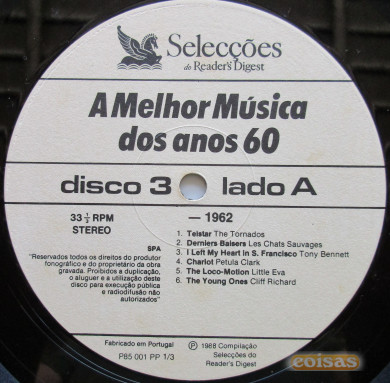 Selecções
do Reader's Digest
A Melhor Música
dos anos 60
disco 3 lado A
33 1/3 RPM
STEREO
SPA
"Reservados todos os direitos do produtor
fonográfico e do proprietário da obra
gravada. Proibidos a duplicação,
o aluguer e a utilização deste
disco para execução pública
e radiodifusão não
autorizados"
— 1962
1 Telstar The Tornados
2 Derniers Baisers Les Chats Sauvages
3 I Left My Heart in S. Francisco Tony Bennett
4 Chariot Petula Clark
5 The Loco-Motion Little Eva
6 The Young Ones Cliff Richard
Fabricado em Portugal
P85 001 PP 1/3
Ⓟ 1988 Compilação
Selecções do
Reader's Digest
coisas